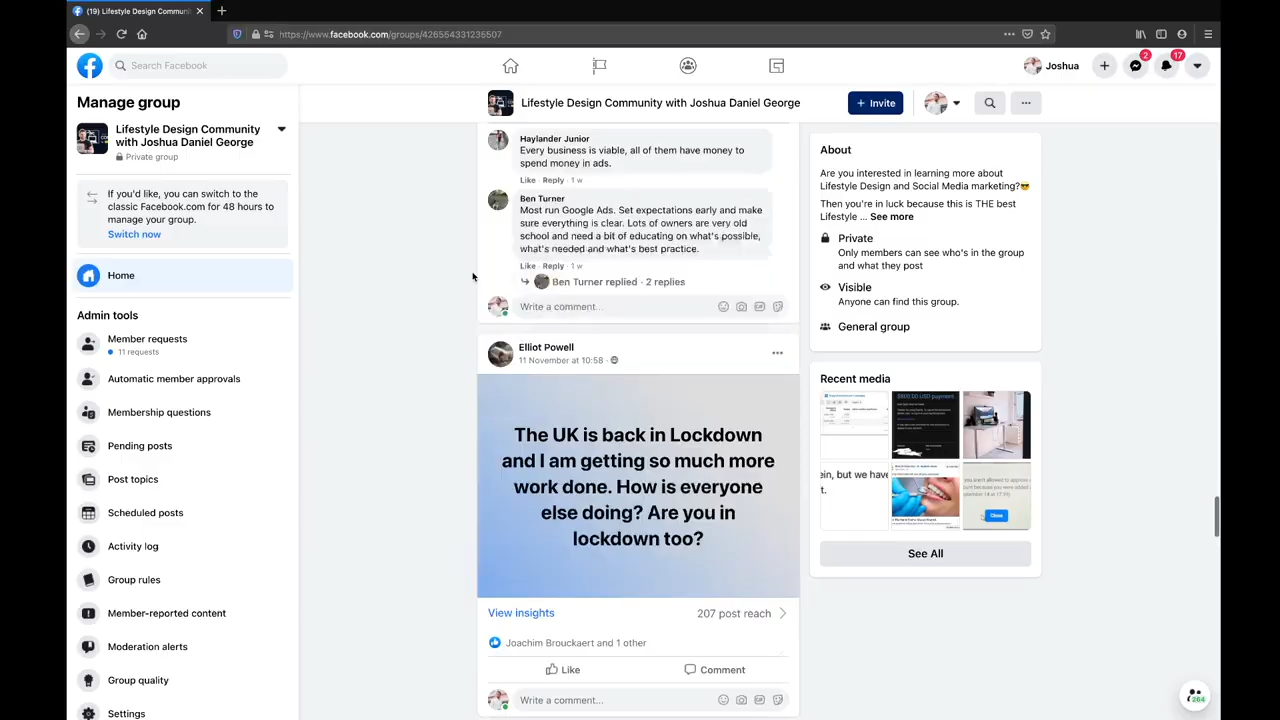 (19) Lifestyle Design Communit
https://www.facebook.com/groups/426554331235507
Search Facebook
Joshua
2
17
Manage group
Lifestyle Design Community with Joshua Daniel George
Invite
Lifestyle Design Community
with Joshua Daniel George
Private group
If you'd like, you can switch to the
classic Facebook.com for 48 hours to
manage your group.
Switch now
Home
Admin tools
Member requests
11 requests
Automatic member approvals
Membership questions
Pending posts
Post topics
Scheduled posts
Activity log
Group rules
Member-reported content
Moderation alerts
Group quality
Settings
Haylander Junior
Every business is viable, all of them have money to
spend money in ads.
Like · Reply · 1 w
Ben Turner
Most run Google Ads. Set expectations early and make
sure everything is clear. Lots of owners are very old
school and need a bit of educating on what's possible,
what's needed and what's best practice.
Like · Reply · 1 w
Ben Turner replied · 2 replies
Write a comment...
Elliot Powell
11 November at 10:58
The UK is back in Lockdown
and I am getting so much more
work done. How is everyone
else doing? Are you in
lockdown too?
View insights
207 post reach
Joachim Brouckaert and 1 other
Like
Comment
Write a comment...
About
Are you interested in learning more about
Lifestyle Design and Social Media marketing?😎
Then you're in luck because this is THE best
Lifestyle ... See more
Private
Only members can see who's in the group
and what they post
Visible
Anyone can find this group.
General group
Recent media
ein, but we have
t.
See All
264